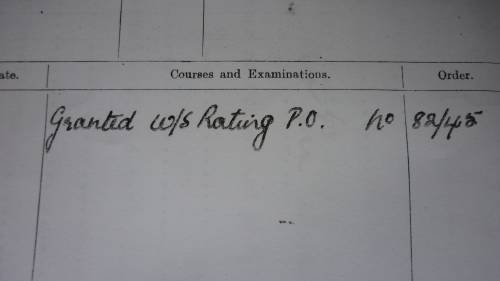 ate. Courses and Examinations. Order.
Granted W/S Rating P.O. No 82/45